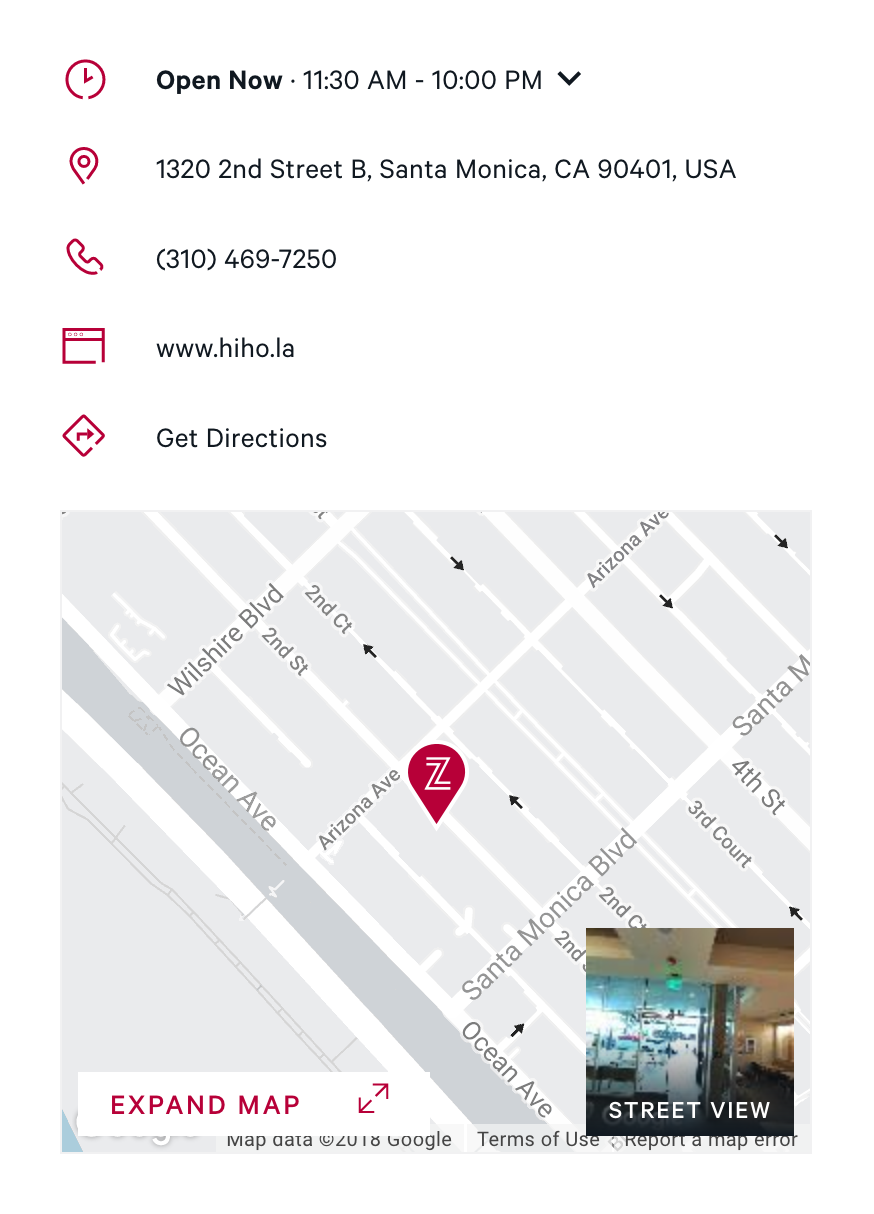 Open Now · 11:30 AM - 10:00 PM
1320 2nd Street B, Santa Monica, CA 90401, USA
(310) 469-7250
www.hiho.la
Get Directions
Arizona Ave
Wilshire Blvd
2nd Ct
2nd St
Santa M
Ocean Ave
Z
Arizona Ave
4th St
3rd Court
Santa Monica Blvd
2nd Ct
2nd
Ocean Ave
EXPAND MAP
STREET VIEW
Google
Map data ©2018 Google
Terms of Use
Report a map error